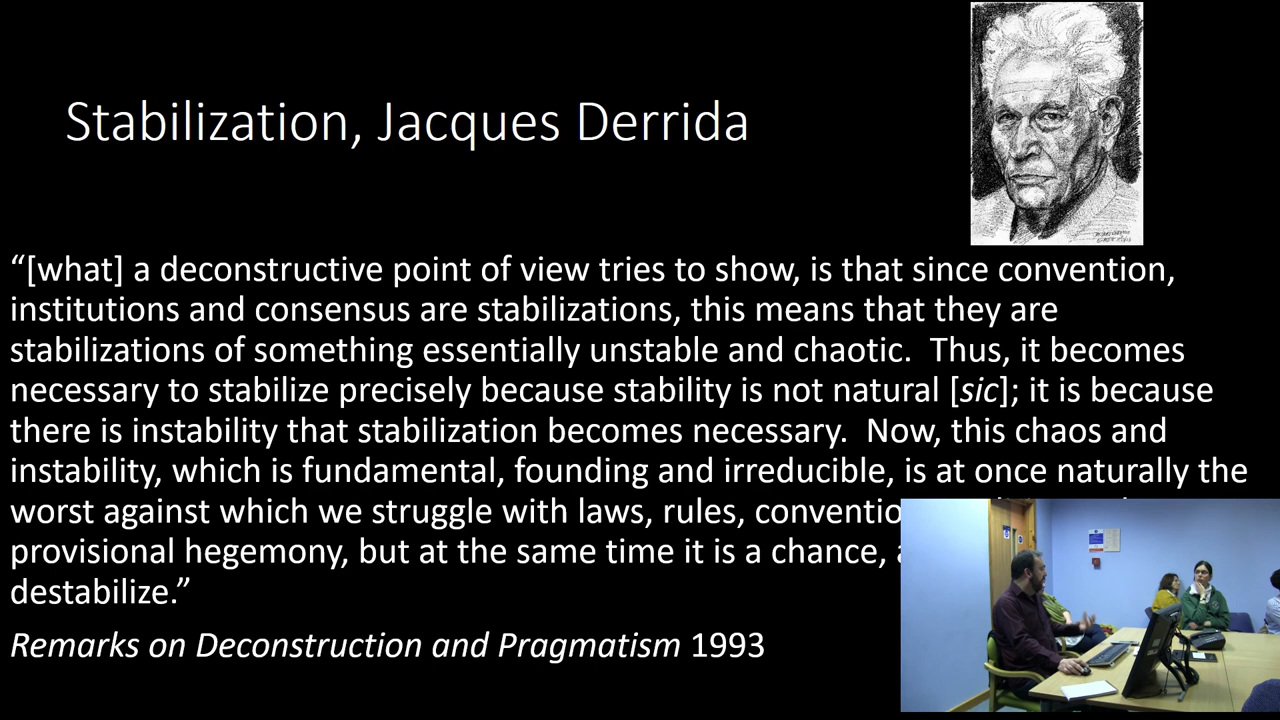 Stabilization, Jacques Derrida
“[what] a deconstructive point of view tries to show, is that since convention,
institutions and consensus are stabilizations, this means that they are
stabilizations of something essentially unstable and chaotic.  Thus, it becomes
necessary to stabilize precisely because stability is not natural [sic]; it is because
there is instability that stabilization becomes necessary.  Now, this chaos and
instability, which is fundamental, founding and irreducible, is at once naturally the
worst against which we struggle with laws, rules,
provisional hegemony, but at the same time it is a chance,
destabilize.”
Remarks on Deconstruction and Pragmatism 1993